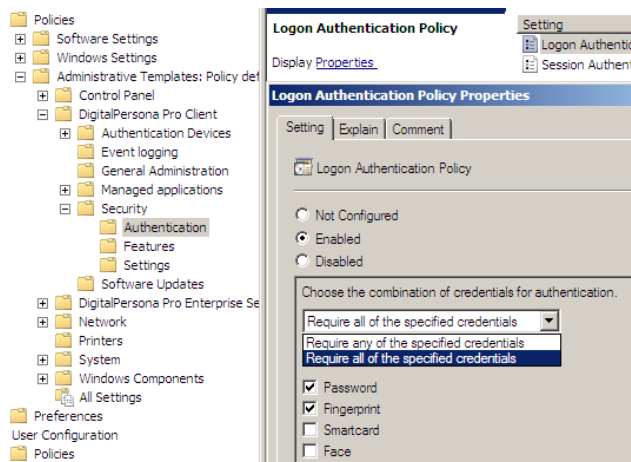 Policies
Software Settings
Windows Settings
Administrative Templates: Policy def
Control Panel
DigitalPersona Pro Client
Authentication Devices
Event logging
General Administration
Managed applications
Security
Authentication
Features
Settings
Software Updates
DigitalPersona Pro Enterprise Se
Network
Printers
System
Windows Components
All Settings
Preferences
User Configuration
Policies
Logon Authentication Policy
Display Properties
Setting
Logon Authentic
Session Authent
Logon Authentication Policy Properties
Setting Explain Comment
Logon Authentication Policy
Not Configured
Enabled
Disabled
Choose the combination of credentials for authentication.
Require all of the specified credentials
Require any of the specified credentials
Require all of the specified credentials
Password
Fingerprint
Smartcard
Face